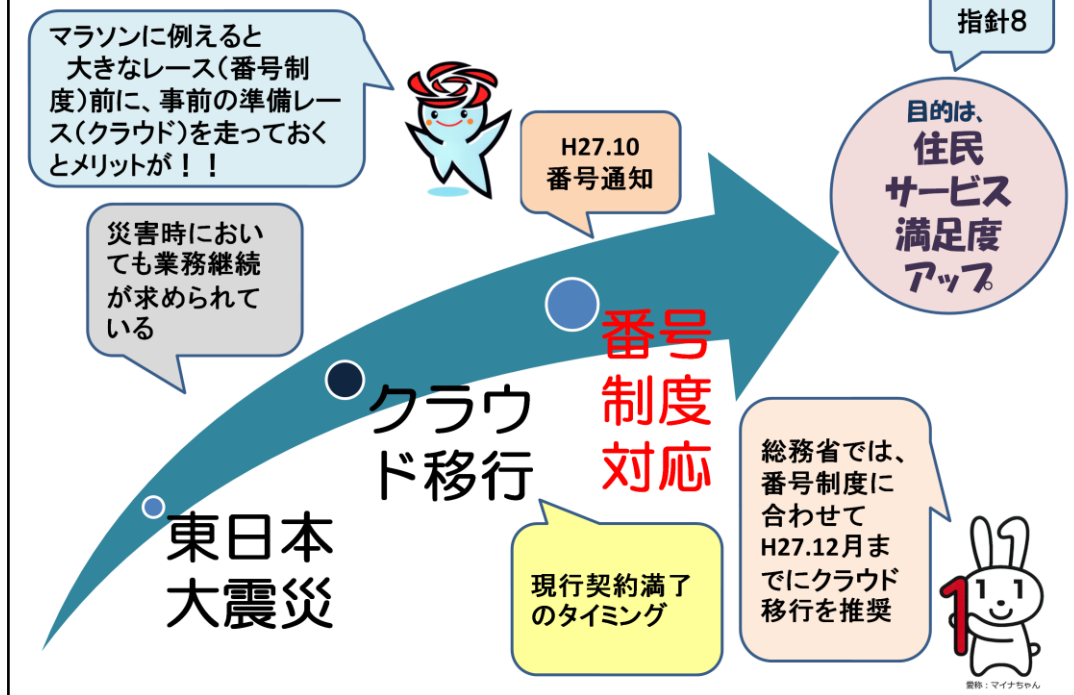 指針8
マラソンに例えると
大きなレース(番号制
度)前に、事前の準備レー
ス(クラウド)を走っておく
とメリットが！！
目的は、
住民
サービス
満足度
アップ。
H27.10
番号通知
災害時におい
ても業務継続
が求められて
いる
番号
制度
対応
クラウ
ド移行
東日本
大震災
現行契約満了
のタイミング
総務省では、
番号制度に
合わせて
H27.12月ま
でにクラウド
移行を推奨
1
愛称：マイナちゃん